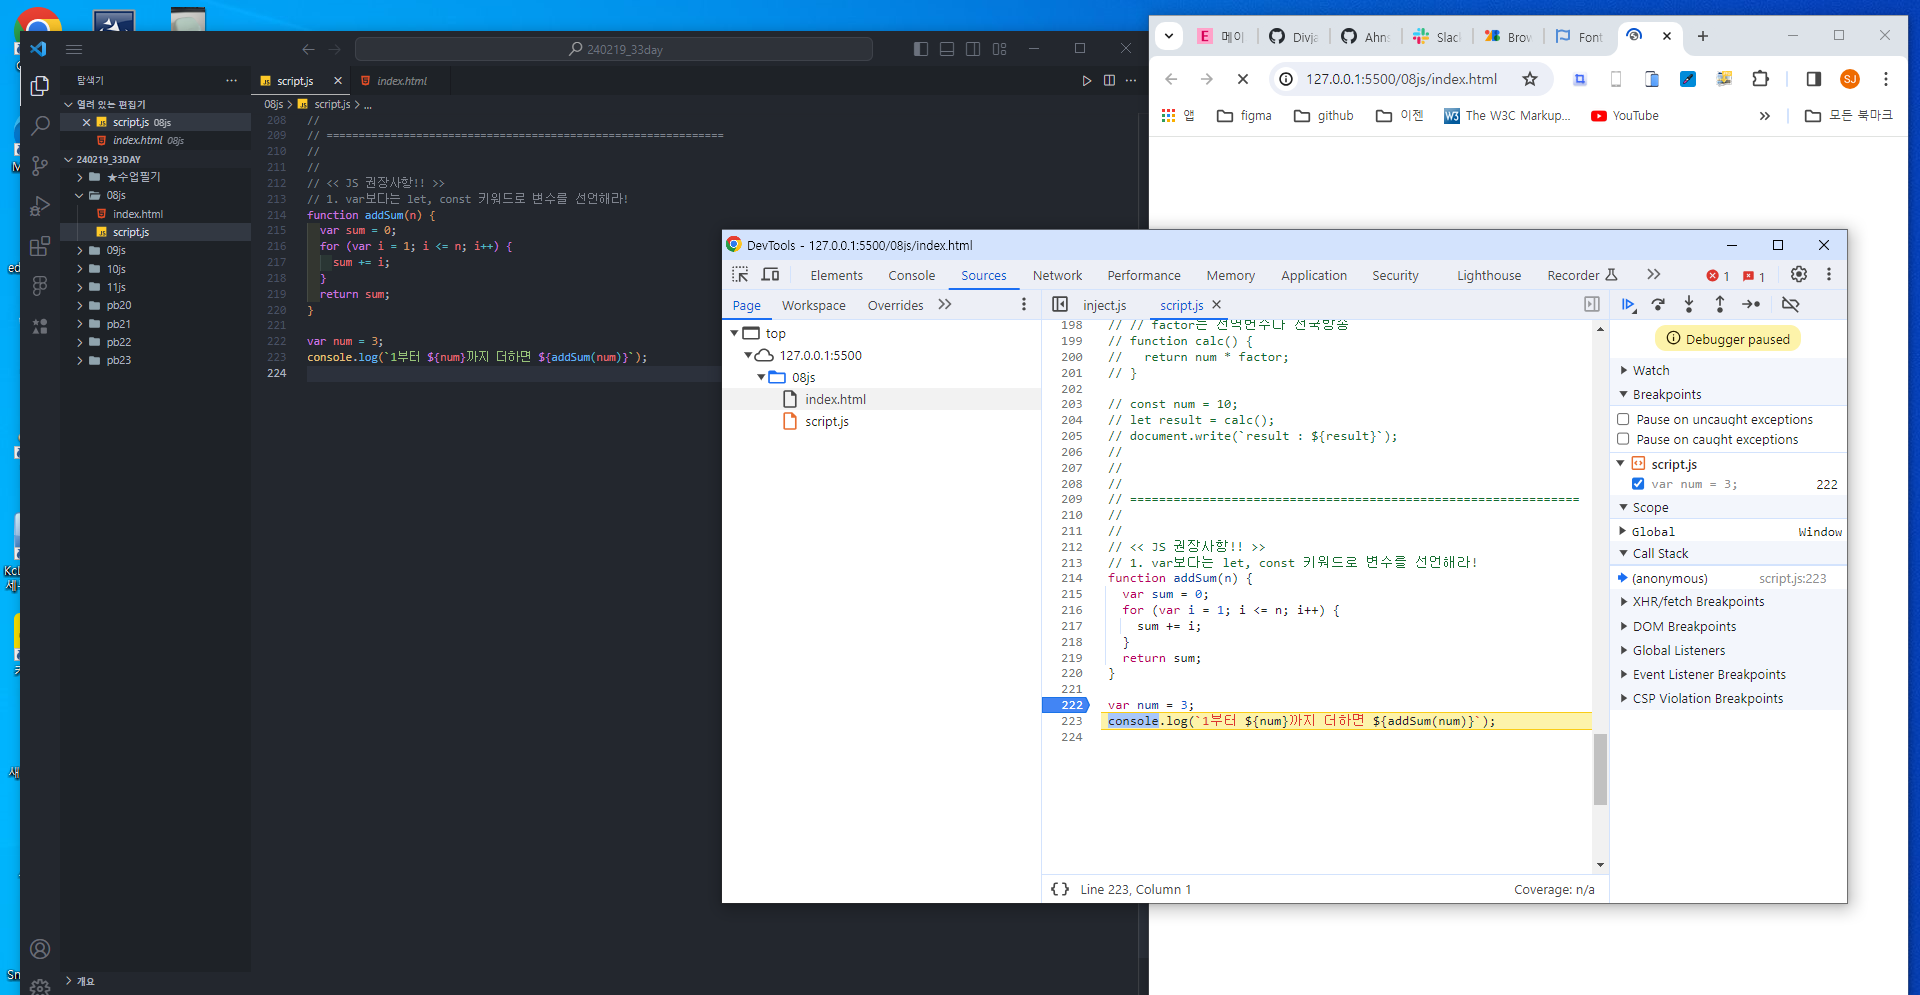 240219_33day
탐색기
열려 있는 편집기
script.js 08js
index.html 08js
240219_33DAY
★수업필기
08js
index.html
script.js
09js
10js
11js
pb20
pb21
pb22
pb23
개요
script.js
index.html
08js > script.js > ...
208 //
209 // ==============================================================
210 //
211 //
212 // << JS 권장사항!! >>
213 // 1. var보다는 let, const 키워드로 변수를 선언해라!
214 function addSum(n) {
215 var sum = 0;
216 for (var i = 1; i <= n; i++) {
217 sum += i;
218 }
219 return sum;
220 }
221
222 var num = 3;
223 console.log(`1부터 ${num}까지 더하면 ${addSum(num)}`);
224
E 메이
Divja
Ahn
Slac
Brow
Font
127.0.0.1:5500/08js/index.html
SJ
앱
figma
github
이젠
The W3C Markup...
YouTube
모든 북마크
DevTools - 127.0.0.1:5500/08js/index.html
Elements
Console
Sources
Network
Performance
Memory
Application
Security
Lighthouse
Recorder
1
1
Page
Workspace
Overrides
inject.js
script.js
top
127.0.0.1:5500
08js
index.html
script.js
198 // // factor는 전역변수다 전국방송
199 // function calc() {
200 //   return num * factor;
201 // }
202
203 // const num = 10;
204 // let result = calc();
205 // document.write(`result : ${result}`);
206 //
207 //
208 //
209 // ==============================================================
210 //
211 //
212 // << JS 권장사항!! >>
213 // 1. var보다는 let, const 키워드로 변수를 선언해라!
214 function addSum(n) {
215 var sum = 0;
216 for (var i = 1; i <= n; i++) {
217 sum += i;
218 }
219 return sum;
220 }
221
222 var num = 3;
223 console.log(`1부터 ${num}까지 더하면 ${addSum(num)}`);
224
{} Line 223, Column 1
Coverage: n/a
Debugger paused
Watch
Breakpoints
Pause on uncaught exceptions
Pause on caught exceptions
script.js
var num = 3; 222
Scope
Global Window
Call Stack
(anonymous) script.js:223
XHR/fetch Breakpoints
DOM Breakpoints
Global Listeners
Event Listener Breakpoints
CSP Violation Breakpoints